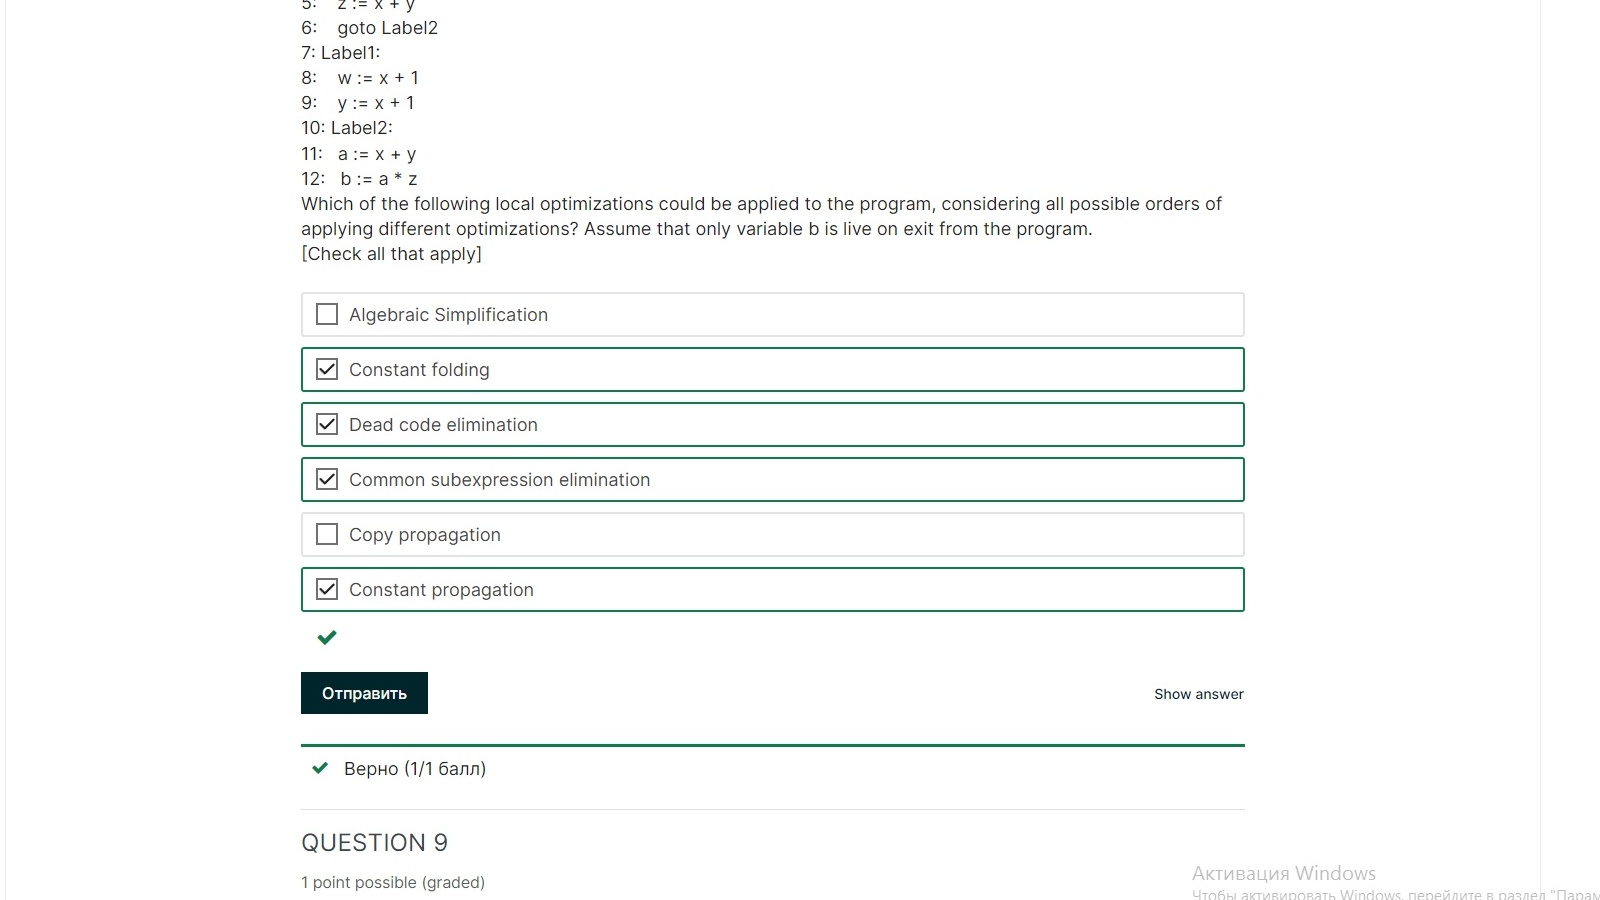 5: z := x + y
6: goto Label2
7: Label1:
8: w := x + 1
9: y := x + 1
10: Label2:
11: a := x + y
12: b := a * z
Which of the following local optimizations could be applied to the program, considering all possible orders of
applying different optimizations? Assume that only variable b is live on exit from the program.
[Check all that apply]
Algebraic Simplification
Constant folding
Dead code elimination
Common subexpression elimination
Copy propagation
Constant propagation
Отправить
Show answer
Верно (1/1 балл)
QUESTION 9
1 point possible (graded)
Активация Windows
Чтобы активировать Windows, перейдите в раздел "Парам